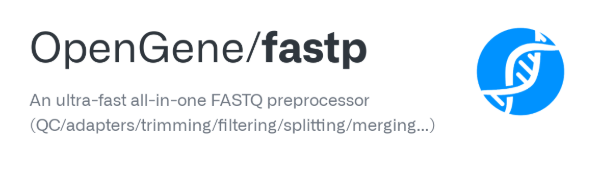 OpenGene/fastp
An ultra-fast all-in-one FASTQ preprocessor
(QC/adapters/trimming/filtering/splitting/merging...)